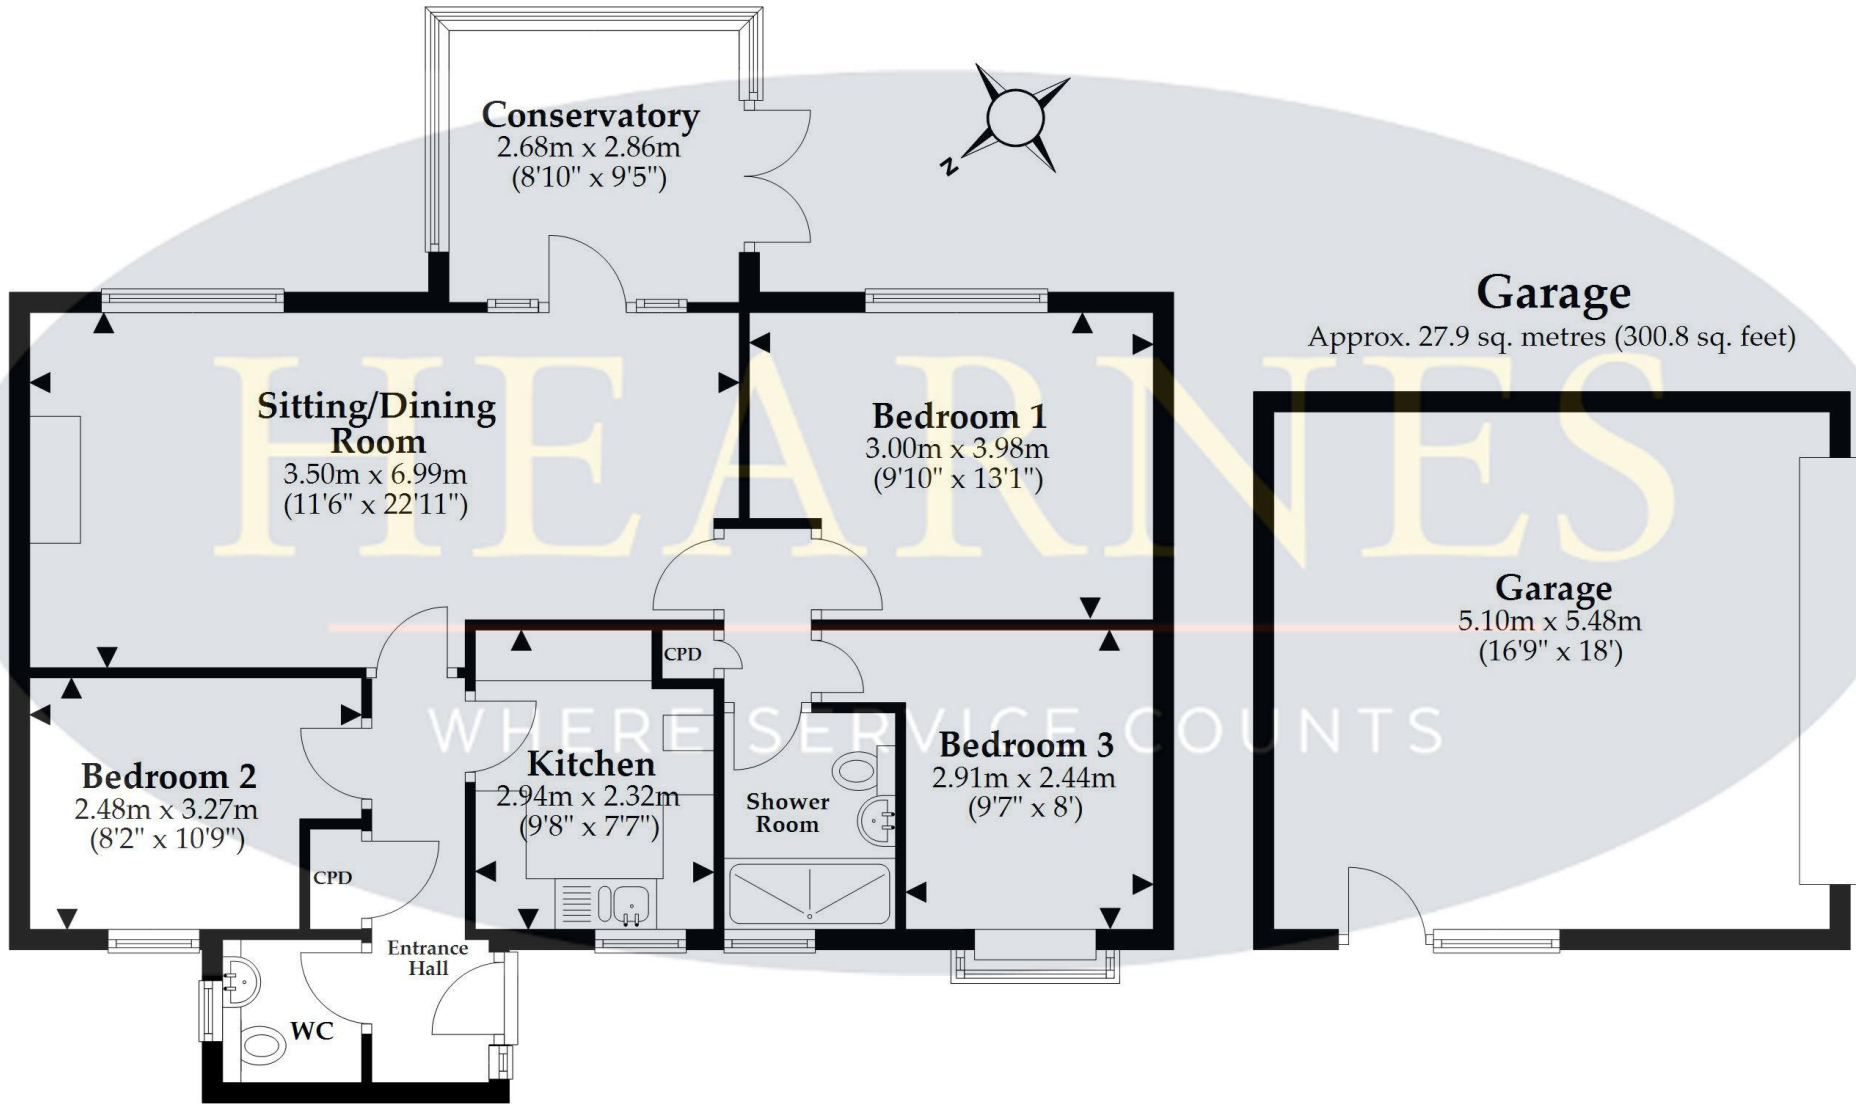 Conservatory
2.68m x 2.86m
(8'10" x 9'5")
N
Garage
Approx. 27.9 sq. metres (300.8 sq. feet)
HEARNES
Sitting/Dining
Room
3.50m x 6.99m
(11'6" x 22'11")
Bedroom 1
3.00m x 3.98m
(9'10" x 13'1")
Garage
5.10m x 5.48m
(16'9" x 18')
CPD
WHERE SERVICE COUNTS
Bedroom 2
2.48m x 3.27m
(8'2" x 10'9")
Kitchen
2.94m x 2.32m
(9'8" x 7'7")
Shower
Room
Bedroom 3
2.91m x 2.44m
(9'7" x 8')
CPD
Entrance
Hall
WC